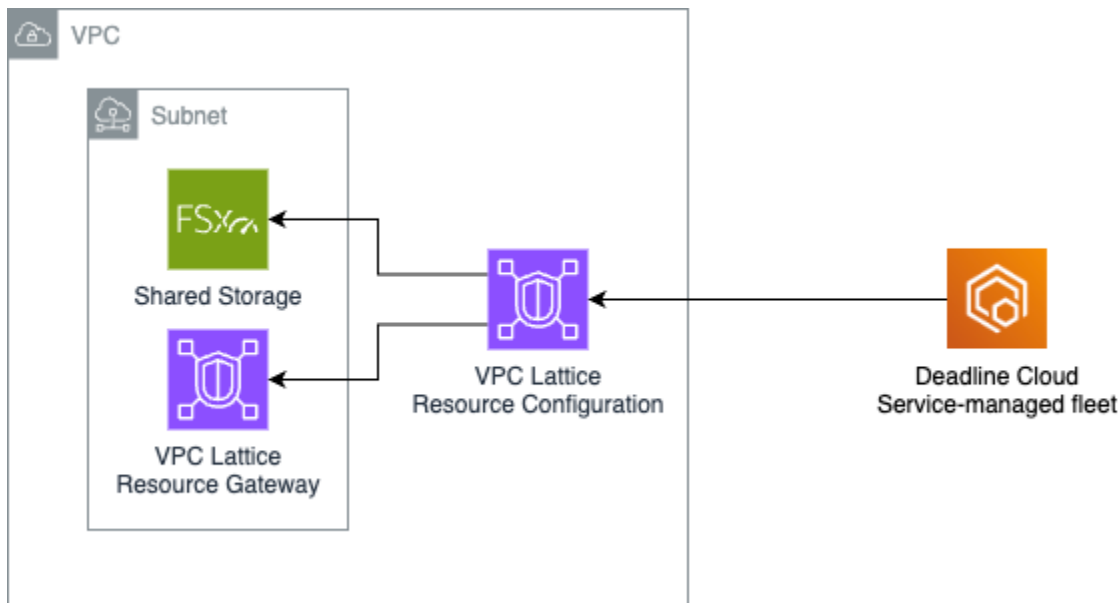 VPC
Subnet
FSx
Shared Storage
VPC Lattice
Resource Gateway
VPC Lattice
Resource Configuration
Deadline Cloud
Service-managed fleet